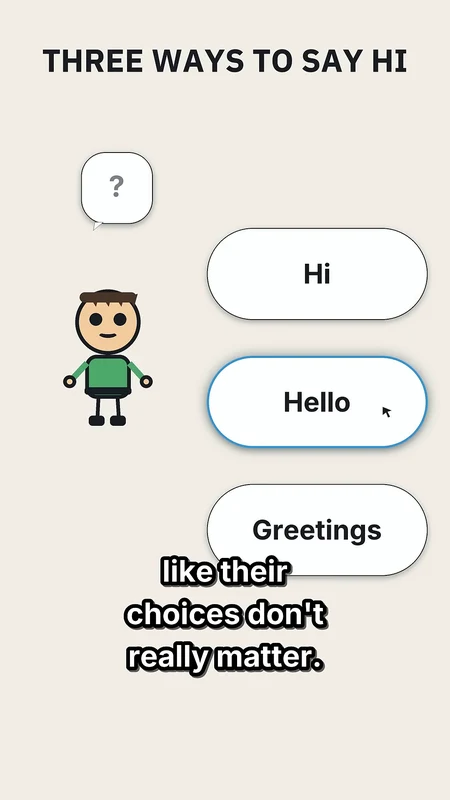 THREE WAYS TO SAY HI
?
Hi
Hello
Greetings
like their
choices don't
really matter.